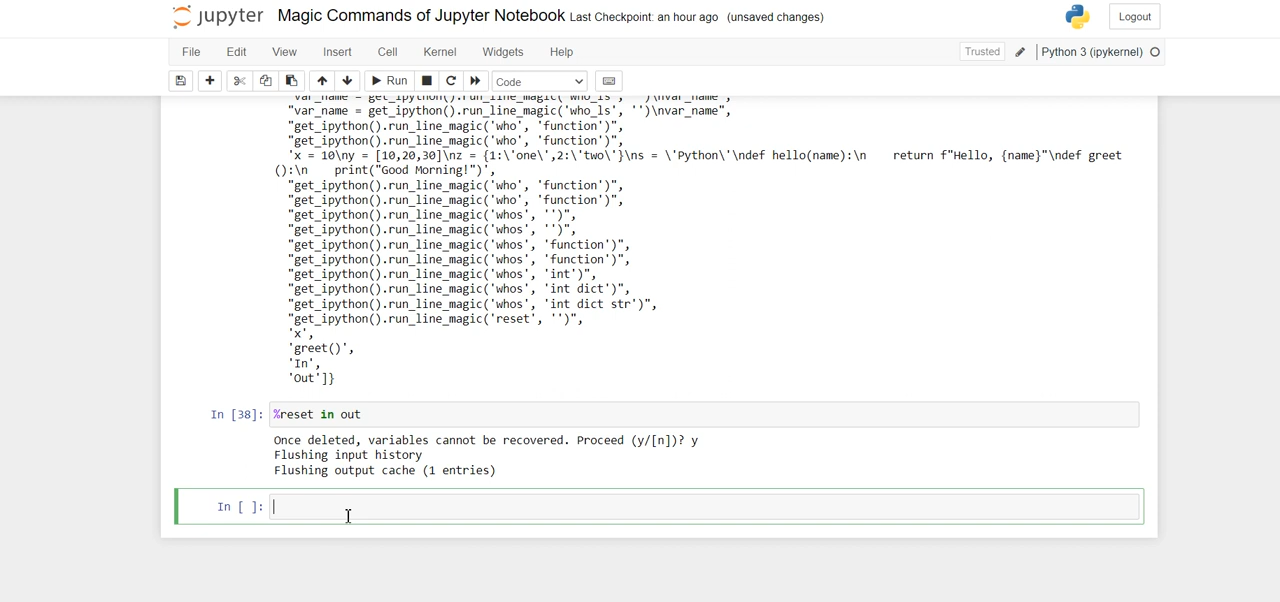 jupyter Magic Commands of Jupyter Notebook Last Checkpoint: an hour ago (unsaved changes) Logout
File Edit View Insert Cell Kernel Widgets Help Trusted Python 3 (ipykernel)
Run Code
"var_name = get_ipython().run_line_magic('who_ls', '')\nvar_name",
"var_name = get_ipython().run_line_magic('who_ls', '')\nvar_name",
"get_ipython().run_line_magic('who', 'function')",
"get_ipython().run_line_magic('who', 'function')",
'x = 10\ny = [10,20,30]\nz = {1:\'one\',2:\'two\'}\ns = \'Python\'\ndef hello(name):\n    return f"Hello, {name}"\ndef greet
():\n    print("Good Morning!")',
"get_ipython().run_line_magic('who', 'function')",
"get_ipython().run_line_magic('who', 'function')",
"get_ipython().run_line_magic('whos', '')",
"get_ipython().run_line_magic('whos', '')",
"get_ipython().run_line_magic('whos', 'function')",
"get_ipython().run_line_magic('whos', 'function')",
"get_ipython().run_line_magic('whos', 'int')",
"get_ipython().run_line_magic('whos', 'int dict')",
"get_ipython().run_line_magic('whos', 'int dict str')",
"get_ipython().run_line_magic('reset', '')",
'x',
'greet()',
'In',
'Out']}
In [38]: %reset in out
Once deleted, variables cannot be recovered. Proceed (y/[n])? y
Flushing input history
Flushing output cache (1 entries)
In [ ]: